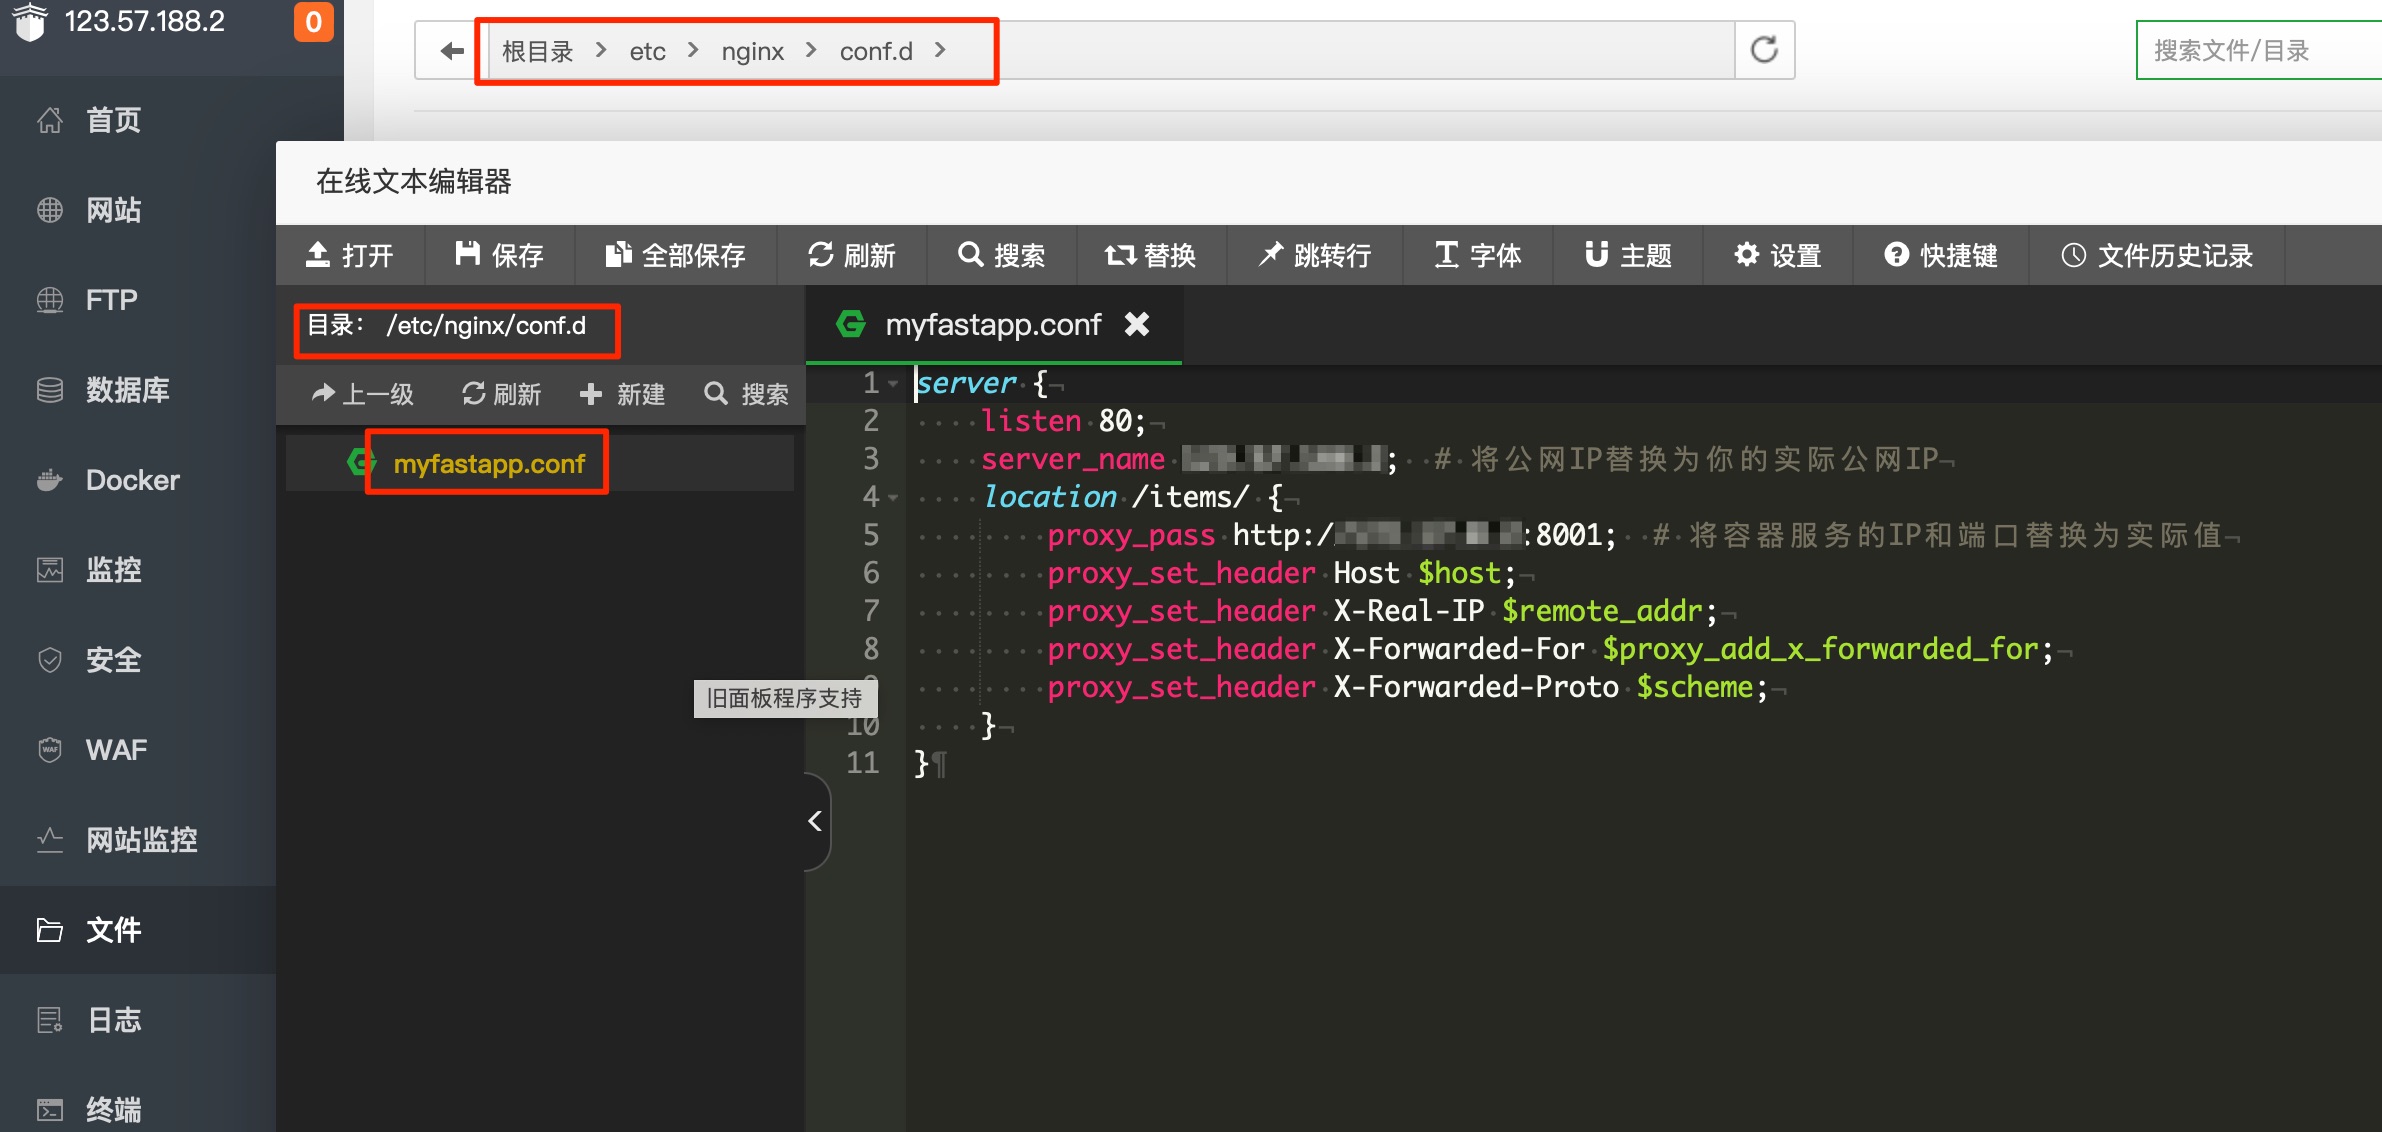 123.57.188.2
0
根目录 > etc > nginx > conf.d >
搜索文件/目录
首页
网站
FTP
数据库
Docker
监控
安全
WAF
网站监控
文件
日志
终端
在线文本编辑器
打开 保存 全部保存 刷新 搜索 替换 跳转行 字体 主题 设置 快捷键 文件历史记录
目录： /etc/nginx/conf.d
上一级 刷新 新建 搜索
myfastapp.conf
旧面板程序支持
myfastapp.conf
1 server {
2 listen 80;
3 server_name ; # 将公网IP替换为你的实际公网IP
4 location /items/ {
5 proxy_pass http:/ :8001; # 将容器服务的IP和端口替换为实际值
6 proxy_set_header Host $host;
7 proxy_set_header X-Real-IP $remote_addr;
8 proxy_set_header X-Forwarded-For $proxy_add_x_forwarded_for;
proxy_set_header X-Forwarded-Proto $scheme;
10 }
11 }